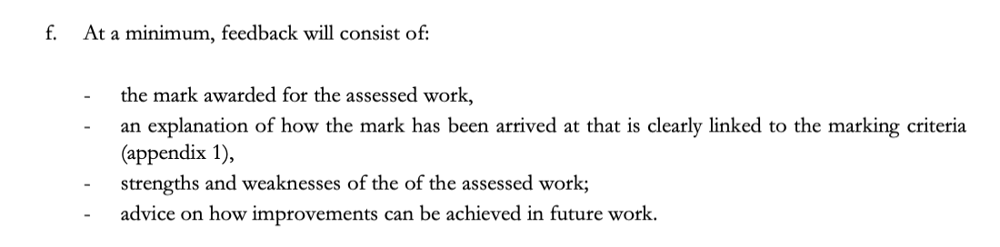 f. At a minimum, feedback will consist of:
- the mark awarded for the assessed work,
- an explanation of how the mark has been arrived at that is clearly linked to the marking criteria
(appendix 1),
- strengths and weaknesses of the of the assessed work;
- advice on how improvements can be achieved in future work.